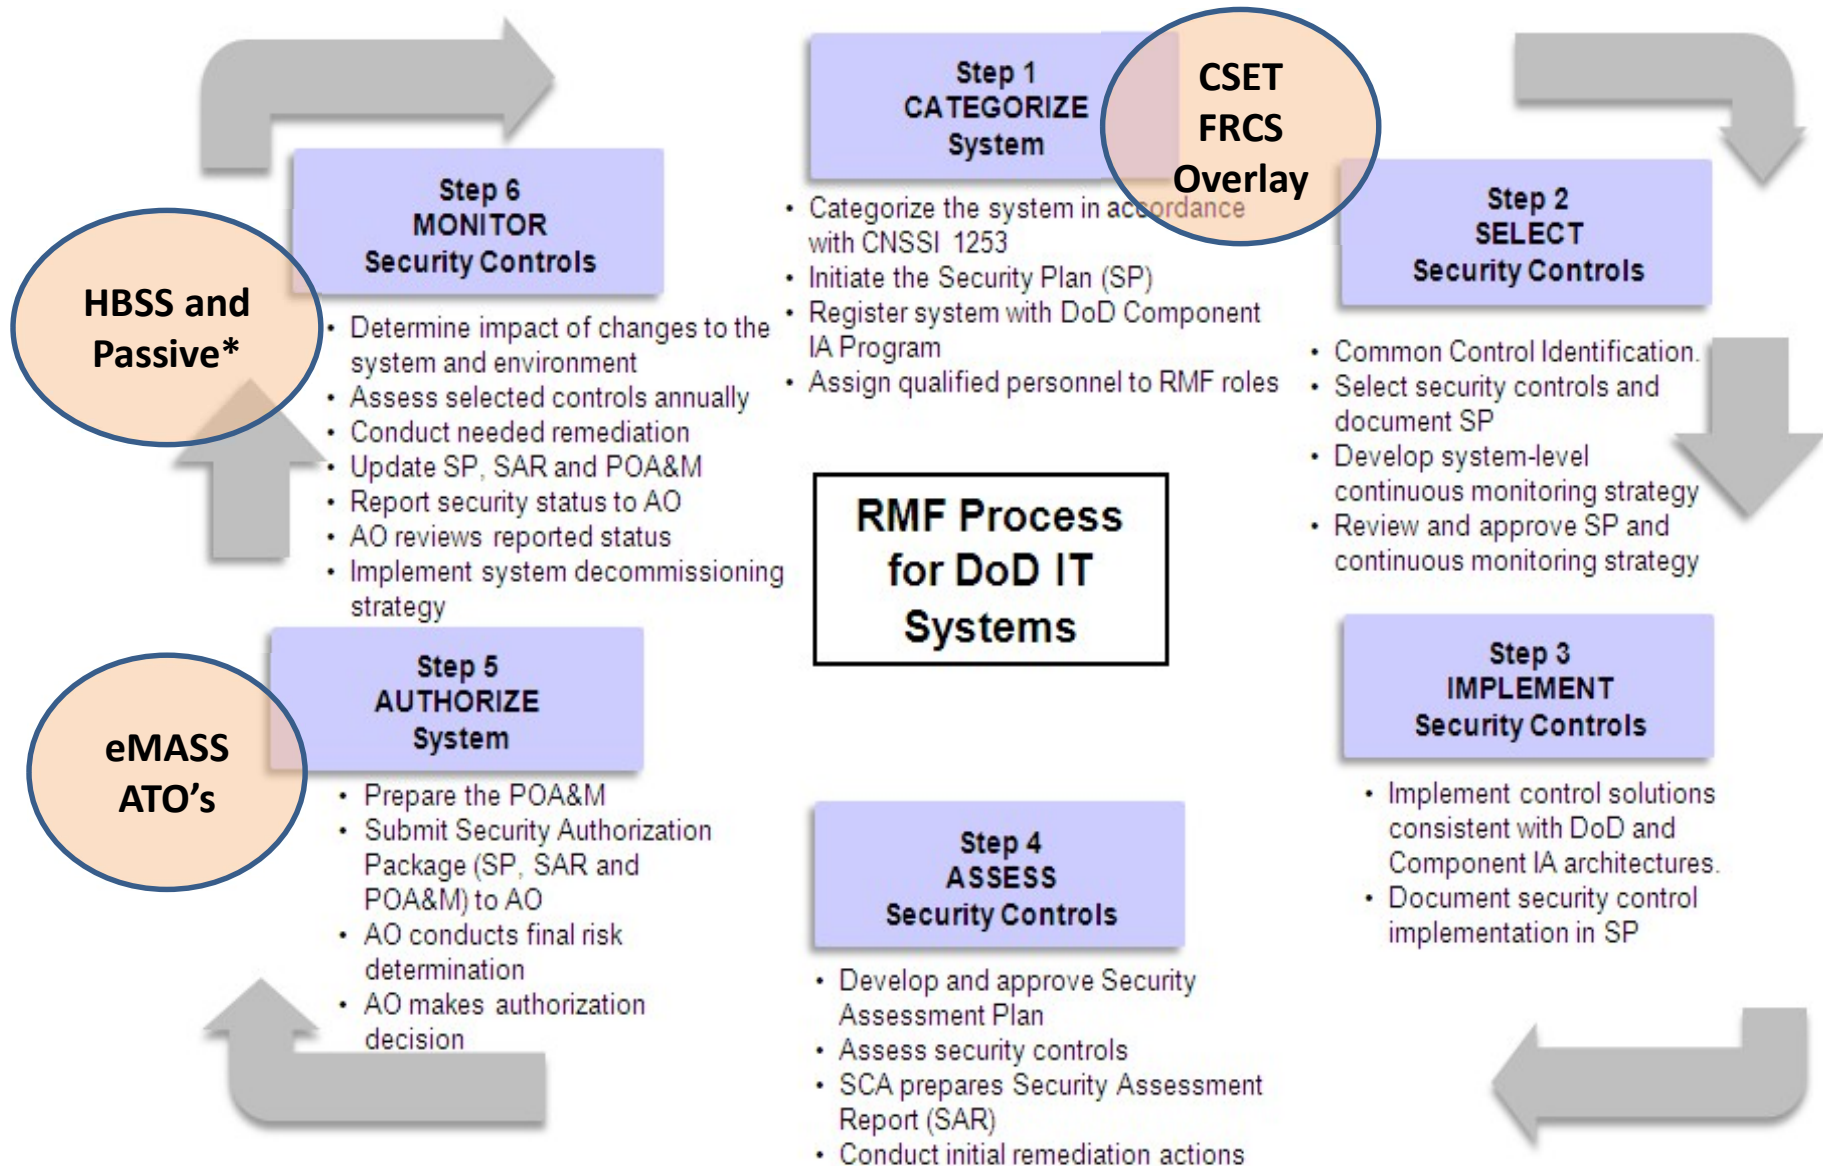 Step 1
CATEGORIZE
System
CSET
FRCS
Overlay
• Categorize the system in accordance
with CNSSI 1253
• Initiate the Security Plan (SP)
• Register system with DoD Component
IA Program
• Assign qualified personnel to RMF roles
Step 2
SELECT
Security Controls
• Common Control Identification.
• Select security controls and
document SP
• Develop system-level
continuous monitoring strategy
• Review and approve SP and
continuous monitoring strategy
Step 3
IMPLEMENT
Security Controls
• Implement control solutions
consistent with DoD and
Component IA architectures.
• Document security control
implementation in SP
Step 4
ASSESS
Security Controls
• Develop and approve Security
Assessment Plan
• Assess security controls
• SCA prepares Security Assessment
Report (SAR)
• Conduct initial remediation actions
Step 5
AUTHORIZE
System
eMASS
ATO’s
• Prepare the POA&M
• Submit Security Authorization
Package (SP, SAR and
POA&M) to AO
• AO conducts final risk
determination
• AO makes authorization
decision
Step 6
MONITOR
Security Controls
HBSS and
Passive*
• Determine impact of changes to the
system and environment
• Assess selected controls annually
• Conduct needed remediation
• Update SP, SAR and POA&M
• Report security status to AO
• AO reviews reported status
• Implement system decommissioning
strategy
RMF Process
for DoD IT
Systems